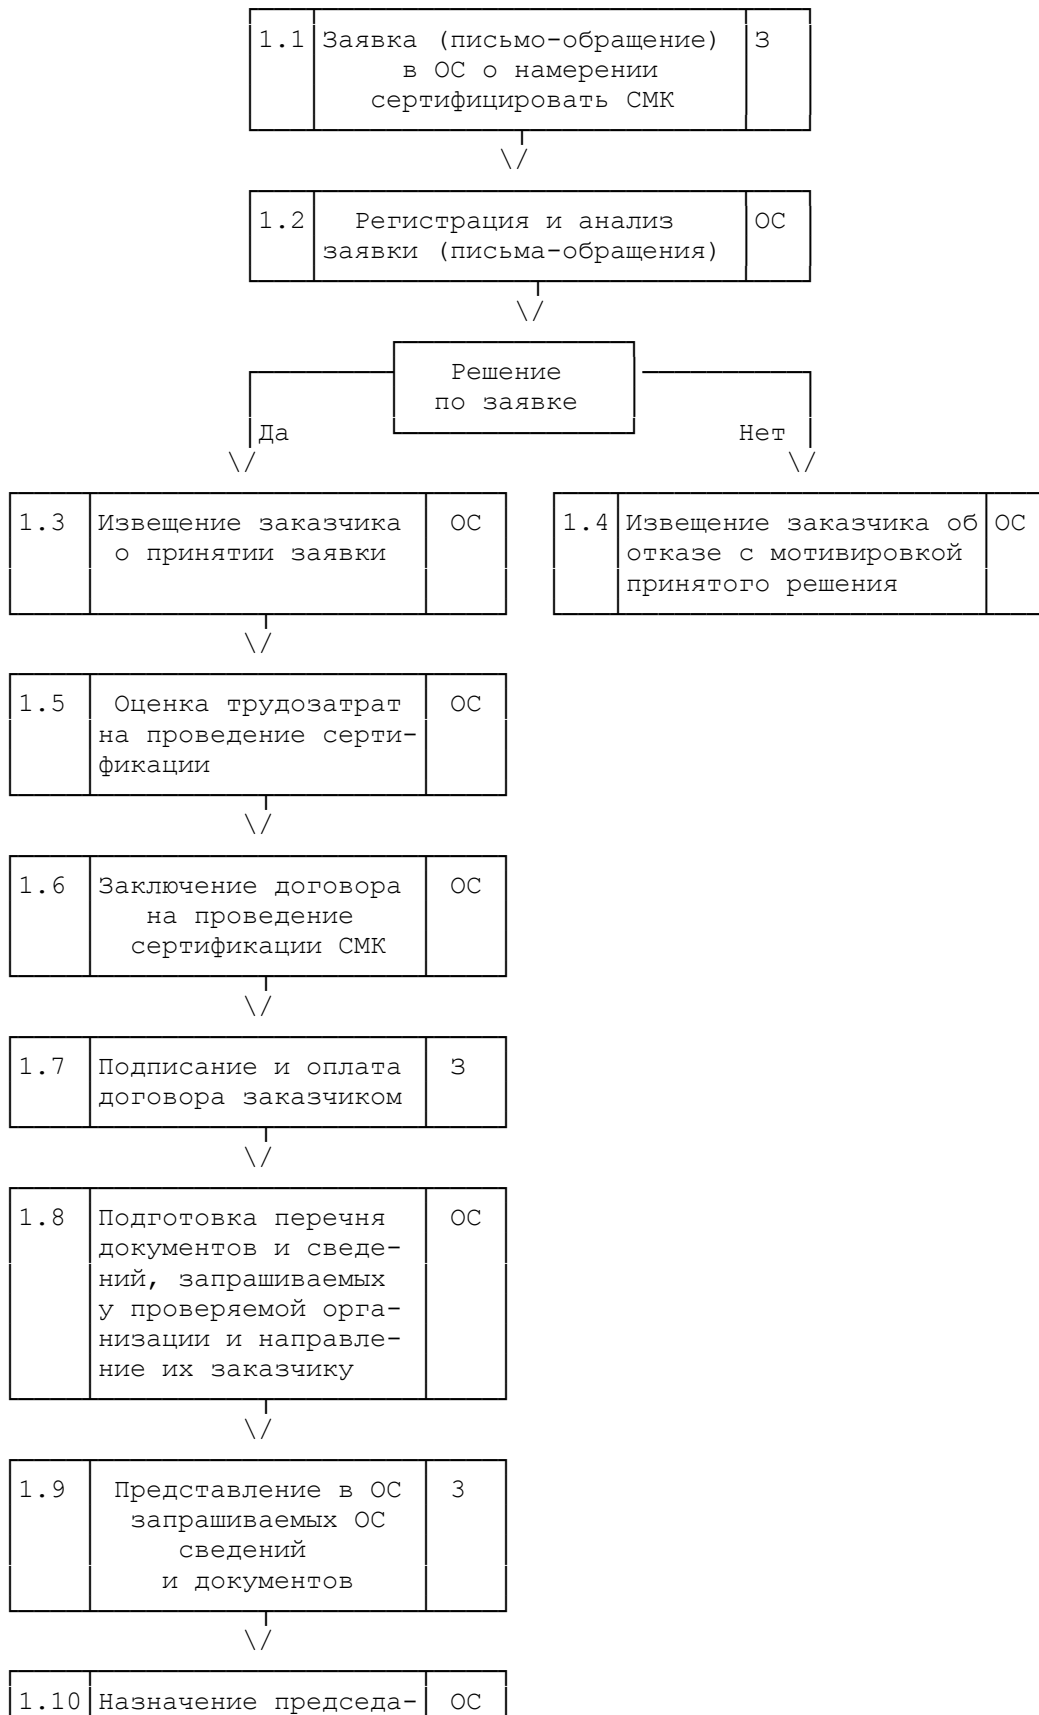 1.1 Заявка (письмо-обращение) З
в ОС о намерении
сертифицировать СМК
1.2 Регистрация и анализ ОС
заявки (письма-обращения)
Решение
по заявке
Да Нет
1.3 Извещение заказчика ОС 1.4 Извещение заказчика об ОС
о принятии заявки отказе с мотивировкой
принятого решения
1.5 Оценка трудозатрат ОС
на проведение серти-
фикации
1.6 Заключение договора ОС
на проведение
сертификации СМК
1.7 Подписание и оплата З
договора заказчиком
1.8 Подготовка перечня ОС
документов и сведе-
ний, запрашиваемых
у проверяемой орга-
низации и направле-
ние их заказчику
1.9 Представление в ОС З
запрашиваемых ОС
сведений
и документов
1.10 Назначение председа- ОС